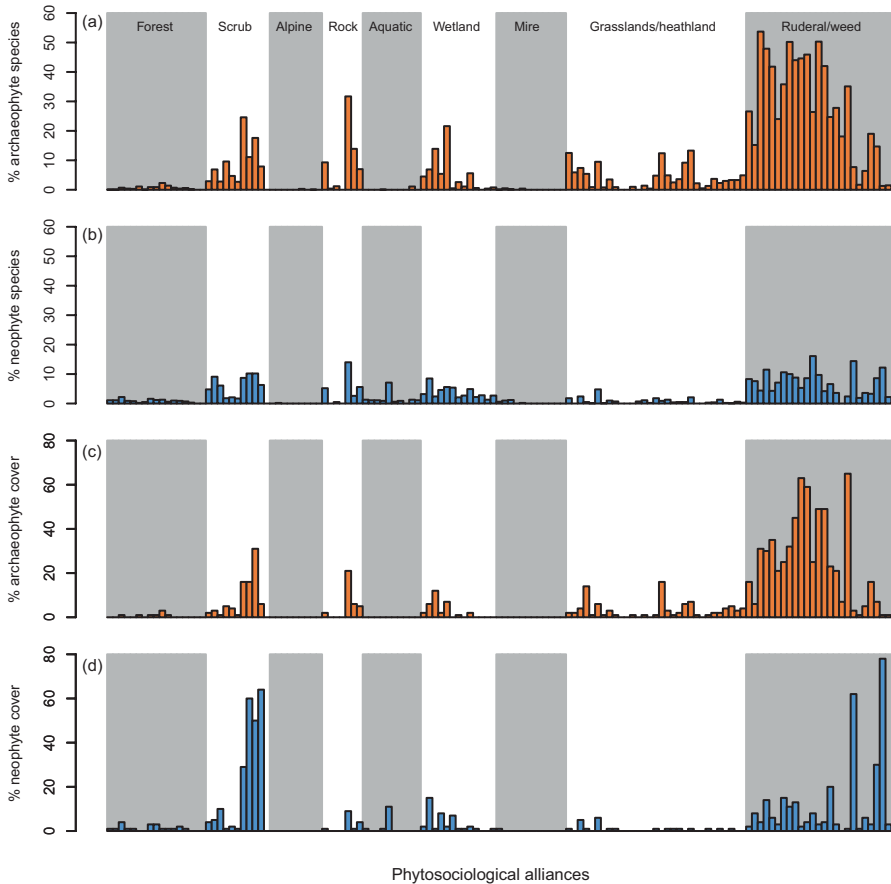 (a)
Forest Scrub Alpine Rock Aquatic Wetland Mire Grasslands/heathland Ruderal/weed
% archaeophyte species
60
50
40
30
20
10
0
(b)
% neophyte species
60
50
40
30
20
10
0
(c)
% archaeophyte cover
80
60
40
20
0
(d)
% neophyte cover
80
60
40
20
0
Phytosociological alliances